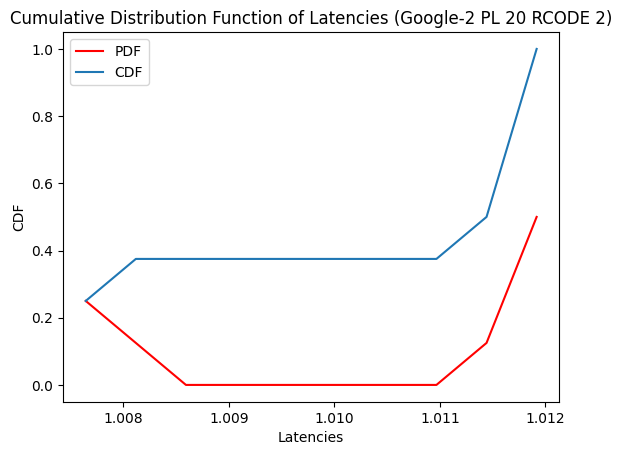 Cumulative Distribution Function of Latencies (Google-2 PL 20 RCODE 2)
PDF
CDF
1.0
0.8
0.6
0.4
0.2
0.0
CDF
1.008
1.009
1.010
1.011
1.012
Latencies